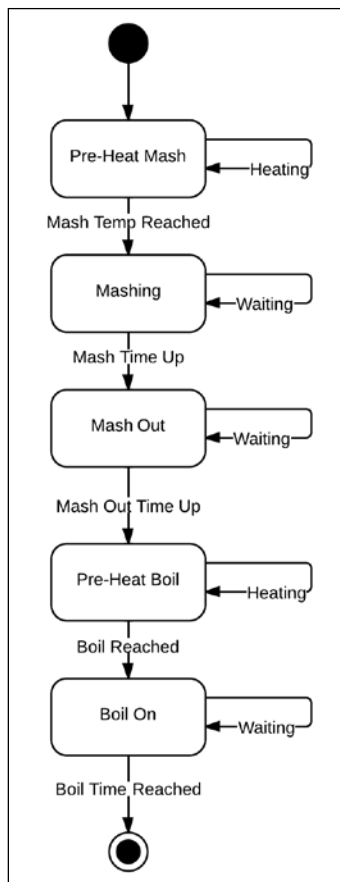 Pre-Heat Mash
Heating
Mash Temp Reached
Mashing
Waiting
Mash Time Up
Mash Out
Waiting
Mash Out Time Up
Pre-Heat Boil
Heating
Boil Reached
Boil On
Waiting
Boil Time Reached